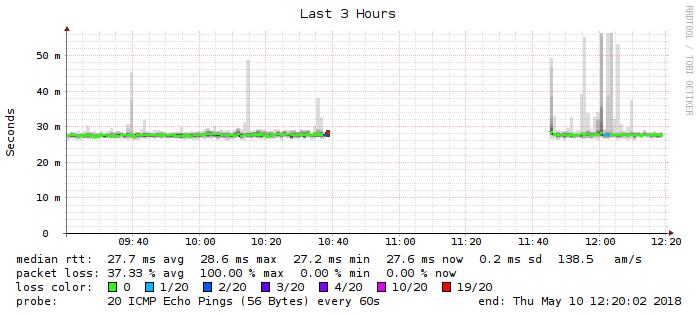 Last 3 Hours
RRDTOOL / TOBI OETIKER
Seconds
50 m
40 m
30 m
20 m
10 m
0
09:40 10:00 10:20 10:40 11:00 11:20 11:40 12:00 12:20
median rtt: 27.7 ms avg 28.6 ms max 27.2 ms min 27.6 ms now 0.2 ms sd 138.5 am/s
packet loss: 37.33 % avg 100.00 % max 0.00 % min 0.00 % now
loss color: 0 1/20 2/20 3/20 4/20 10/20 19/20
probe: 20 ICMP Echo Pings (56 Bytes) every 60s end: Thu May 10 12:20:02 2018